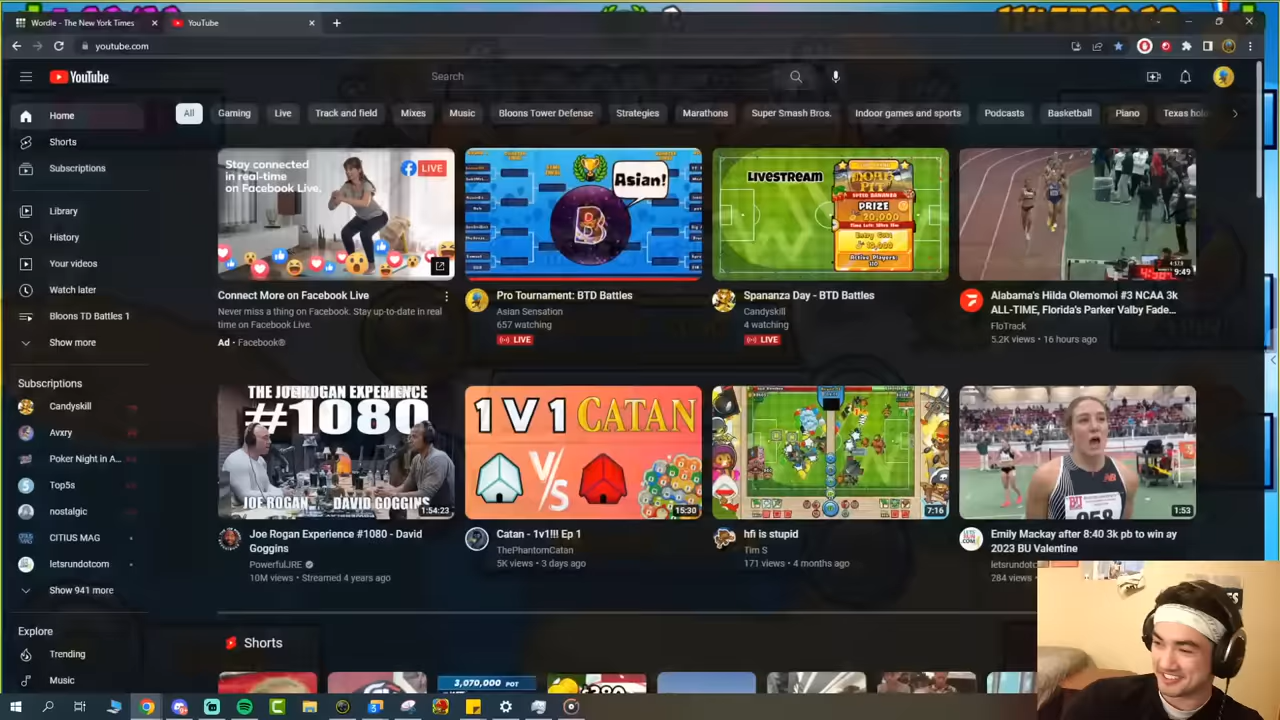 Wordle - The New York Times
YouTube
youtube.com
YouTube
Search
All
Gaming
Live
Track and field
Mixes
Music
Bloons Tower Defense
Strategies
Marathons
Super Smash Bros.
Indoor games and sports
Podcasts
Basketball
Piano
Texas hol
Home
Shorts
Subscriptions
Library
History
Your videos
Watch later
Bloons TD Battles 1
Show more
Subscriptions
Candyskill
Avxry
Poker Night in A...
Top5s
nostalgic
CITIUS MAG
letsrundotcom
Show 941 more
Explore
Trending
Music
Stay connected
in real-time
on Facebook Live.
LIVE
Connect More on Facebook Live
Never miss a thing on Facebook. Stay up-to-date in real
time on Facebook Live.
Ad • Facebook®
Asian!
B
Pro Tournament: BTD Battles
Asian Sensation
657 watching
LIVE
LIVESTREAM
PRIZE
20,000
10,000
Spananza Day - BTD Battles
Candyskill
4 watching
LIVE
9:49
Alabama's Hilda Olemomoi #3 NCAA 3k
ALL-TIME, Florida's Parker Valby Fade...
FloTrack
5.2K views • 16 hours ago
THE JOE ROGAN EXPERIENCE
#1080
JOE ROGAN
DAVID GOGGINS
1:54:23
Joe Rogan Experience #1080 - David
Goggins
PowerfulJRE
10M views • Streamed 4 years ago
1V1 CATAN
VS
15:30
Catan - 1v1!!! Ep 1
ThePhantomCatan
5K views • 3 days ago
7:16
hfi is stupid
Tim S
171 views • 4 months ago
1:53
Emily Mackay after 8:40 3k pb to win ay
2023 BU Valentine
letsrundotcom
284 views
Shorts
3,070,000 POT